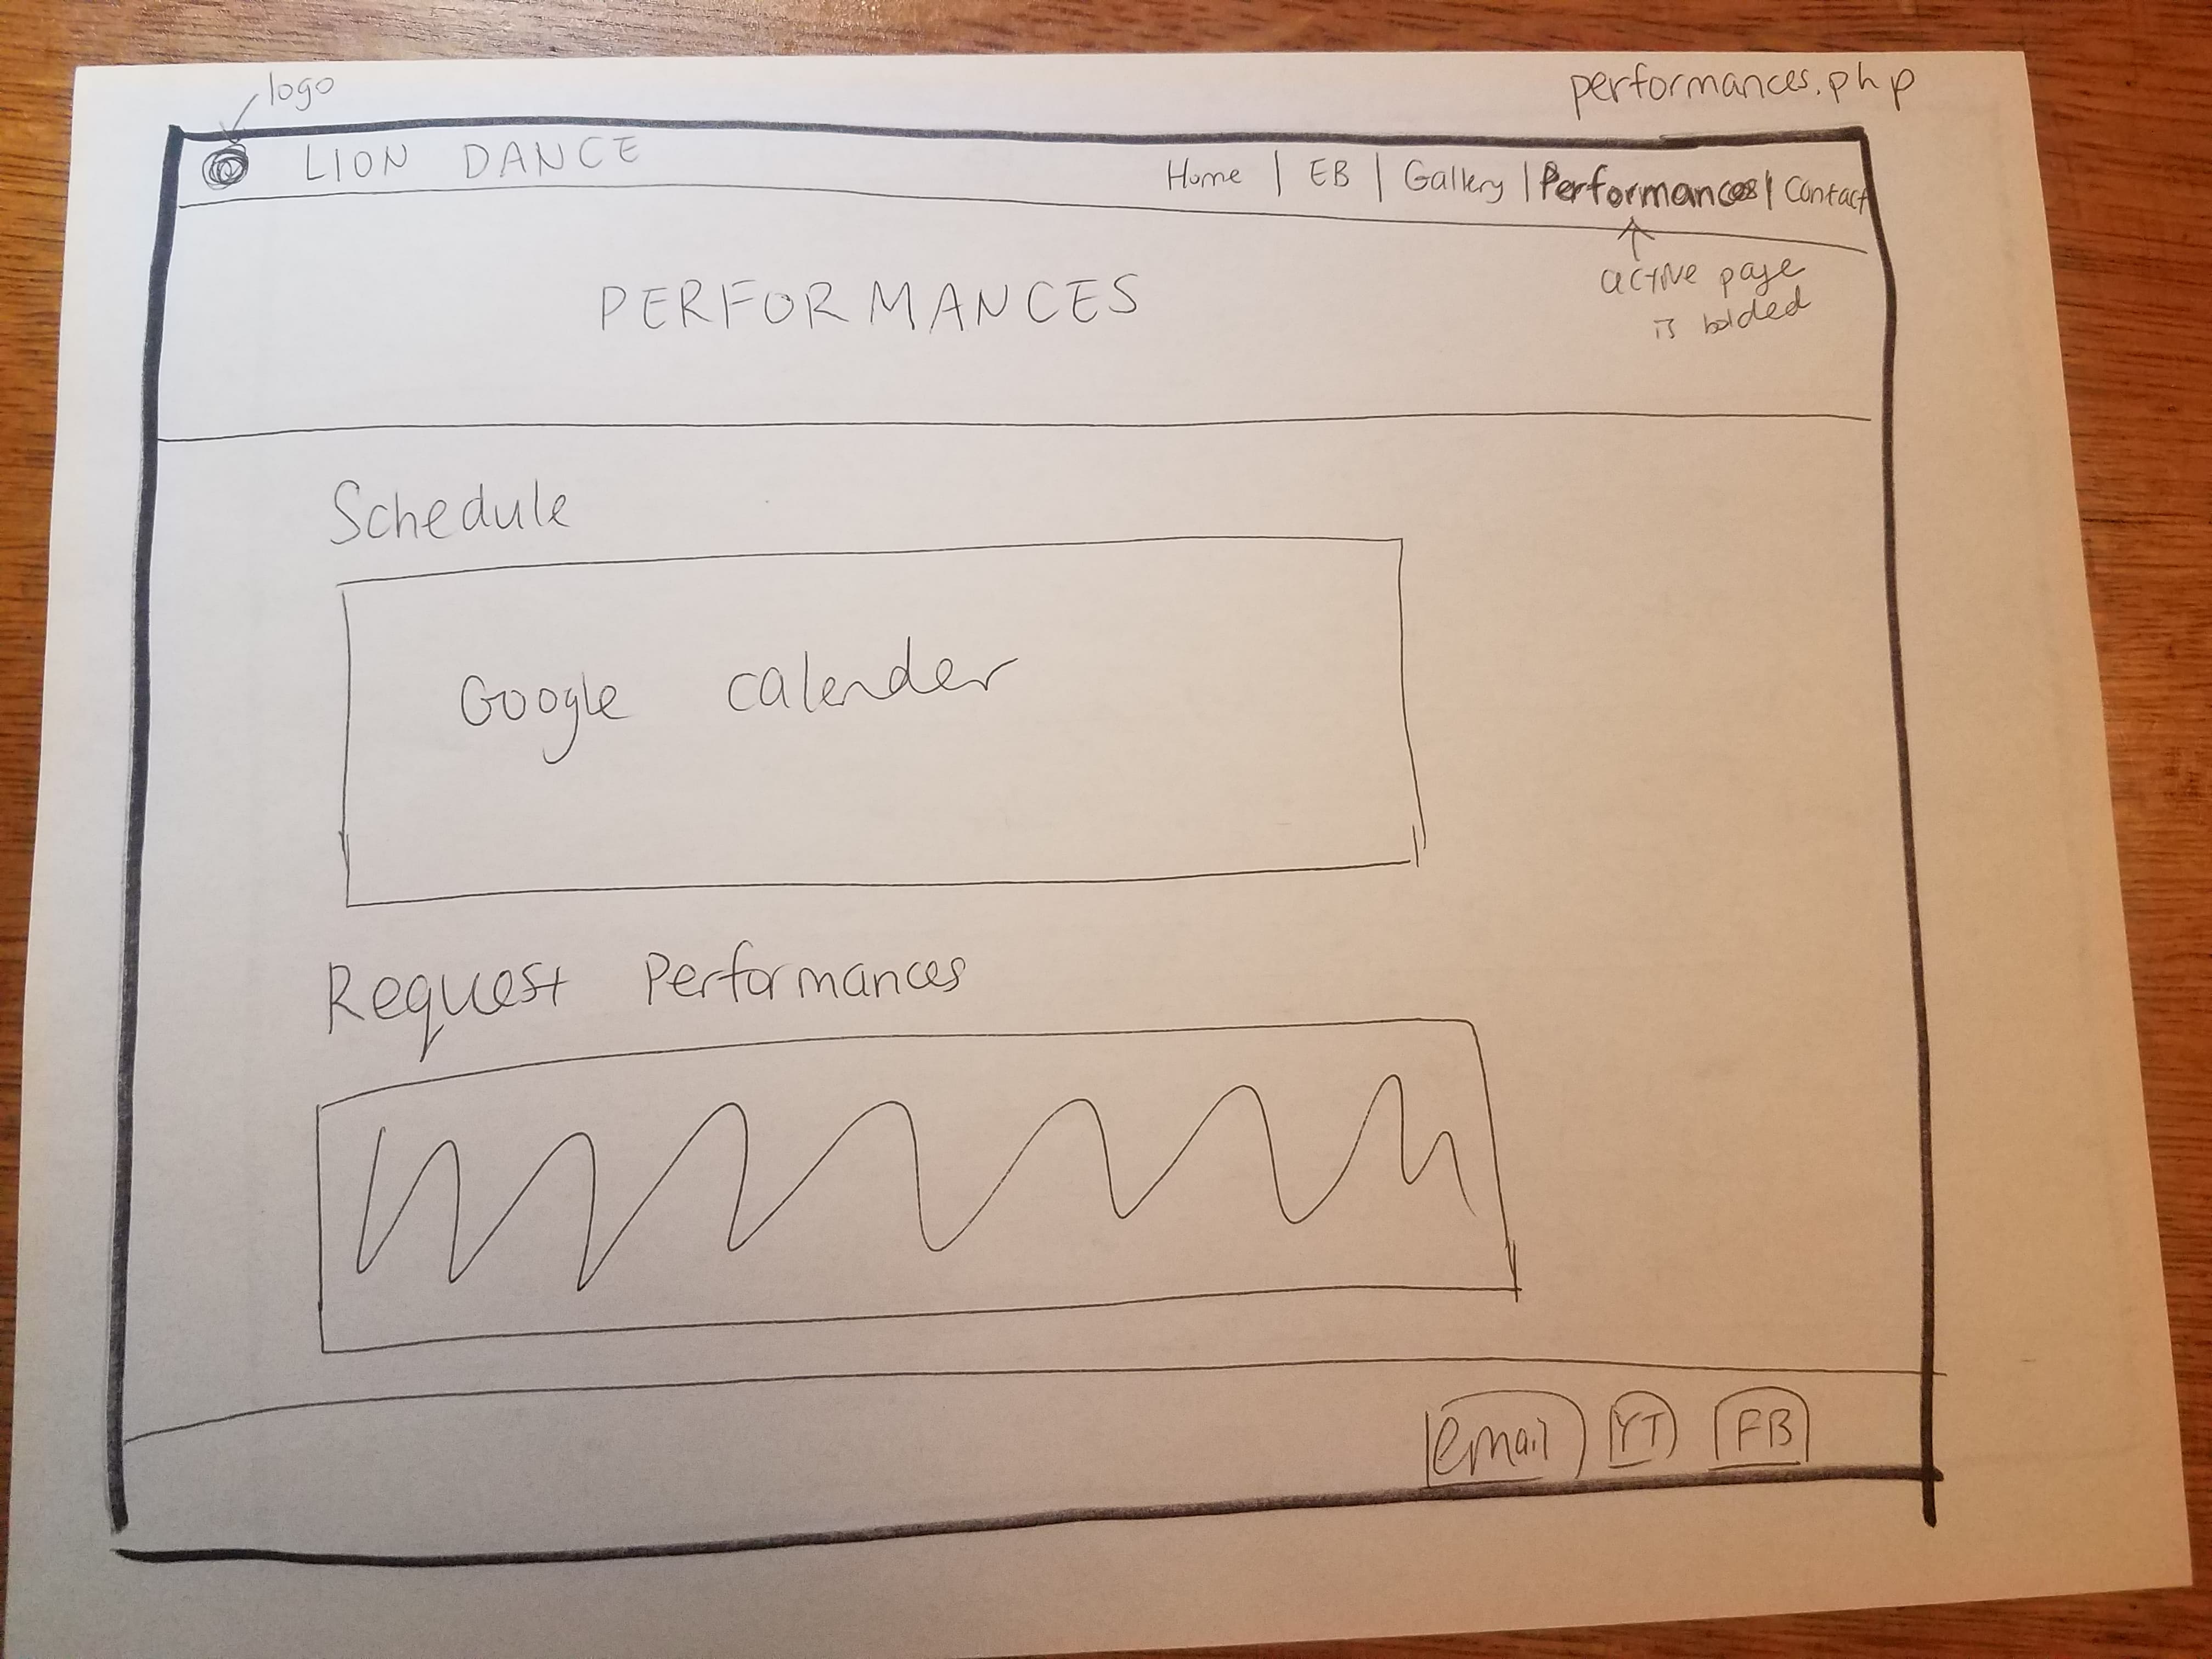 logo
performances.php
LION DANCE
Home | EB | Gallery | Performances | Contact
active page
is bolded
PERFORMANCES
Schedule
Google calender
Request Performances
email YT FB